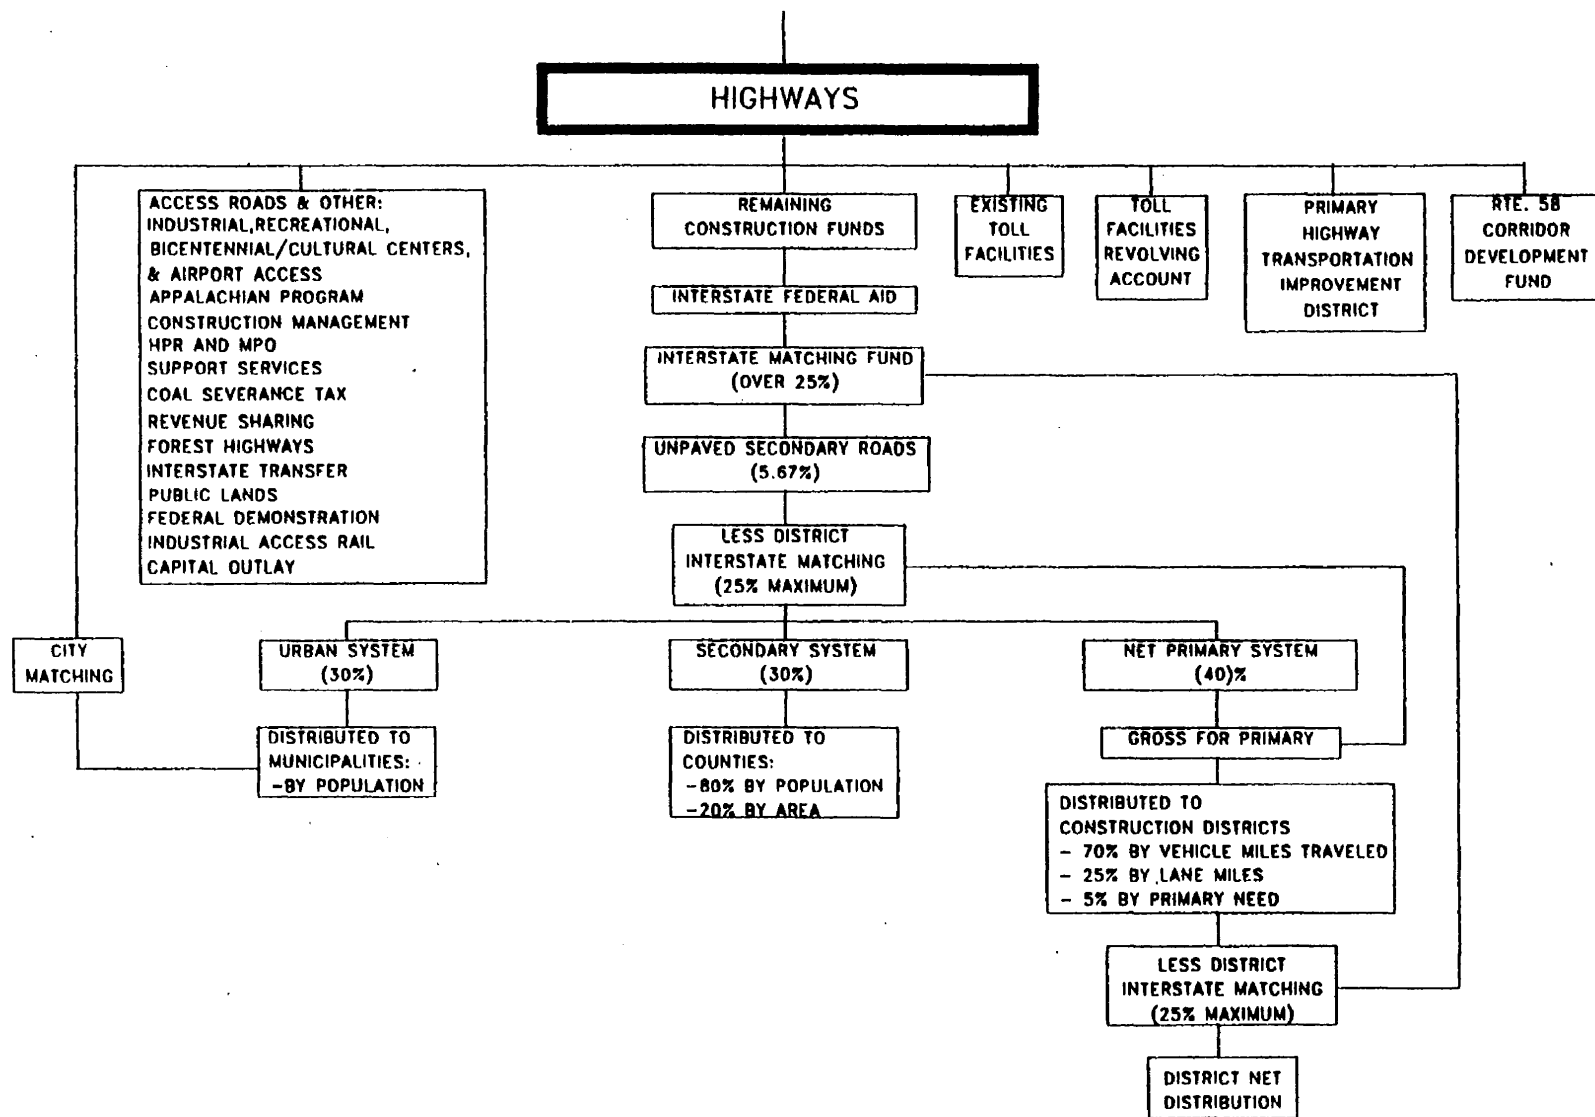 HIGHWAYS
ACCESS ROADS & OTHER:
INDUSTRIAL,RECREATIONAL,
BICENTENNIAL/CULTURAL CENTERS,
& AIRPORT ACCESS
APPALACHIAN PROGRAM
CONSTRUCTION MANAGEMENT
HPR AND MPO
SUPPORT SERVICES
COAL SEVERANCE TAX
REVENUE SHARING
FOREST HIGHWAYS
INTERSTATE TRANSFER
PUBLIC LANDS
FEDERAL DEMONSTRATION
INDUSTRIAL ACCESS RAIL
CAPITAL OUTLAY
REMAINING
CONSTRUCTION FUNDS
EXISTING
TOLL
FACILITIES
TOLL
FACILITIES
REVOLVING
ACCOUNT
PRIMARY
HIGHWAY
TRANSPORTATION
IMPROVEMENT
DISTRICT
RTE. 58
CORRIDOR
DEVELOPMENT
FUND
INTERSTATE FEDERAL AID
INTERSTATE MATCHING FUND
(OVER 25%)
UNPAVED SECONDARY ROADS
(5.67%)
LESS DISTRICT
INTERSTATE MATCHING
(25% MAXIMUM)
CITY
MATCHING
URBAN SYSTEM
(30%)
SECONDARY SYSTEM
(30%)
NET PRIMARY SYSTEM
(40)%
DISTRIBUTED TO
MUNICIPALITIES:
-BY POPULATION
DISTRIBUTED TO
COUNTIES:
-80% BY POPULATION
-20% BY AREA
GROSS FOR PRIMARY
DISTRIBUTED TO
CONSTRUCTION DISTRICTS
- 70% BY VEHICLE MILES TRAVELED
- 25% BY LANE MILES
- 5% BY PRIMARY NEED
LESS DISTRICT
INTERSTATE MATCHING
(25% MAXIMUM)
DISTRICT NET
DISTRIBUTION